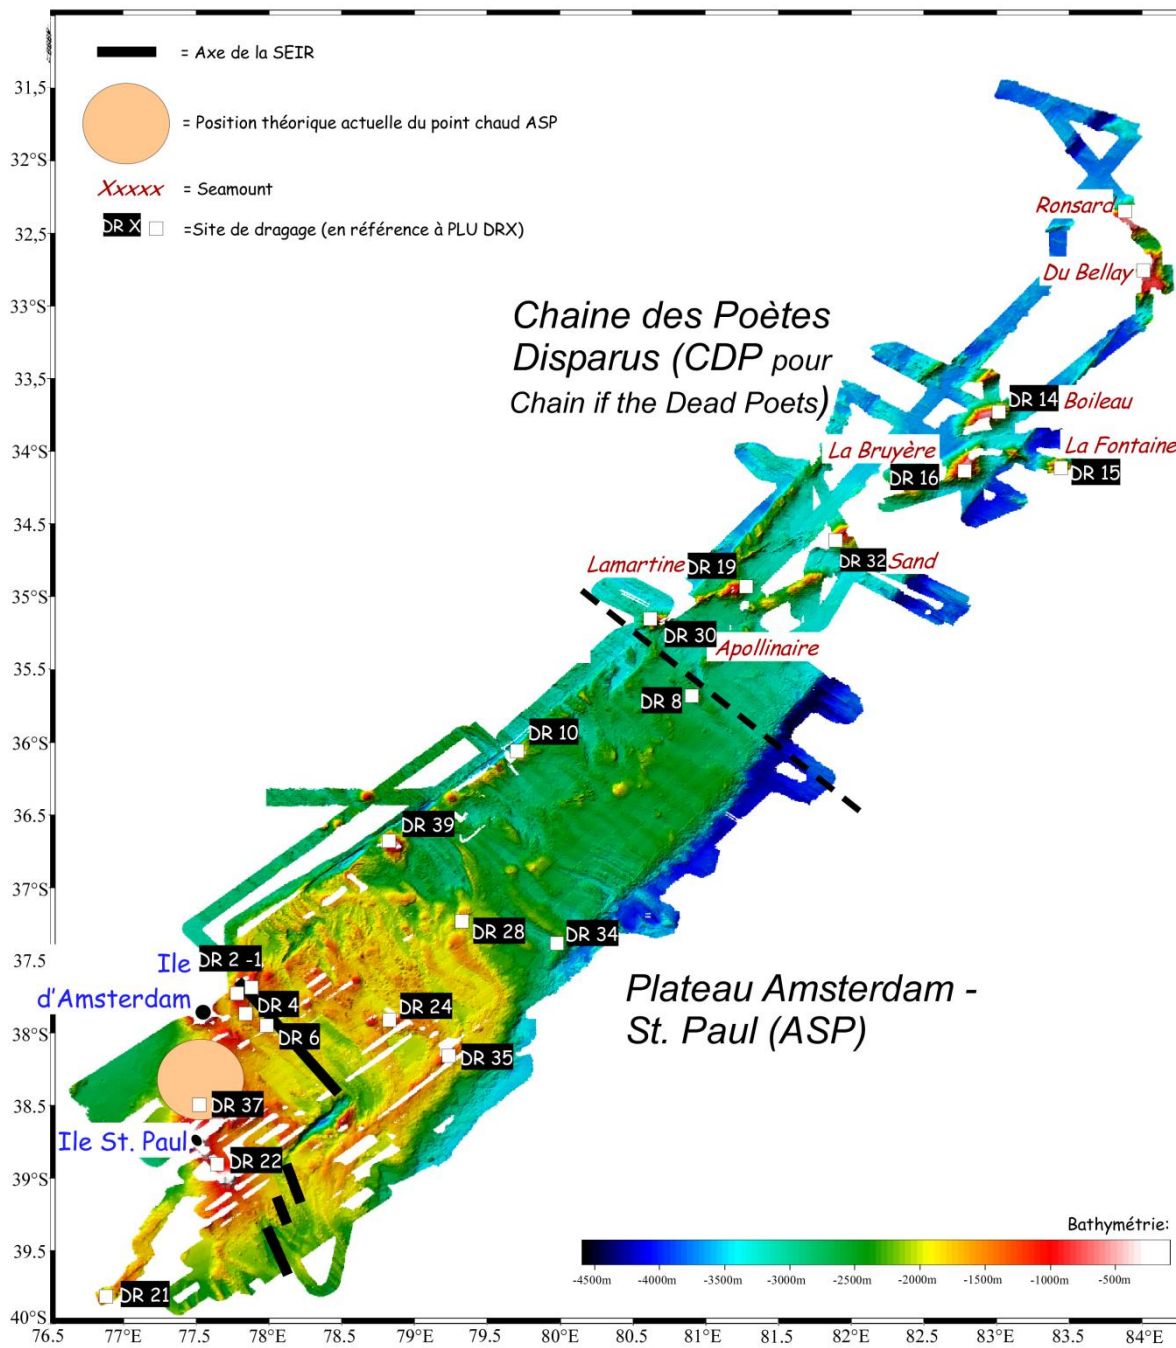 = Axe de la SEIR
= Position théorique actuelle du point chaud ASP
Xxxxx = Seamount
DR X =Site de dragage (en référence à PLU DRX)
31,5
32°S
32,5
33°S
33,5
34°S
34.5
35°S
35.5
36°S
36.5
37°S
37.5
38°S
38.5
39°S
39.5
40°S
Ronsard
Du Bellay
Chaine des Poètes
Disparus (CDP pour
Chain if the Dead Poets)
DR 14 Boileau
La Bruyère
La Fontaine
DR 16
DR 15
Lamartine DR 19
DR 32 Sand
DR 30
Apollinaire
DR 8
DR 10
DR 39
DR 28
DR 34
Ile
d'Amsterdam
DR 2 -1
DR 4
DR 6
DR 24
DR 35
Plateau Amsterdam -
St. Paul (ASP)
DR 37
Ile St. Paul
DR 22
DR 21
Bathymétrie:
-4500m -4000m -3500m -3000m -2500m -2000m -1500m -1000m -500m
76.5 77°E 77.5 78°E 78.5 79°E 79.5 80°E 80.5 81°E 81.5 82°E 82.5 83°E 83.5 84°E